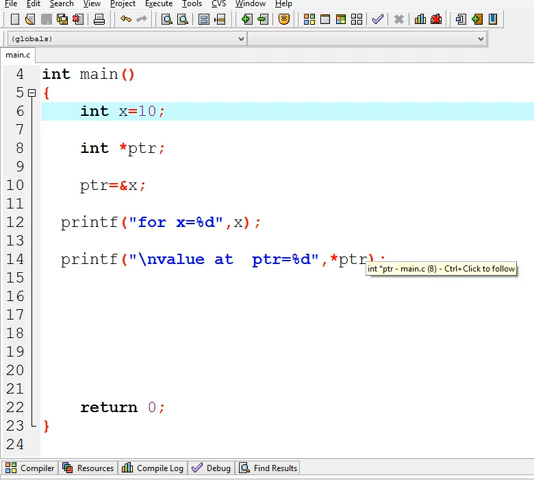 File Edit Search View Project Execute Tools CVS Window Help
(globals)
main.c
4 int main()
5 {
6 int x=10;
7
8 int *ptr;
9
10 ptr=&x;
11
12 printf("for x=%d",x);
13
14 printf("\nvalue at  ptr=%d",*ptr);
int *ptr - main.c (8) - Ctrl+Click to follow
15
16
17
18
19
20
21
22 return 0;
23 }
24
Compiler Resources Compile Log Debug Find Results